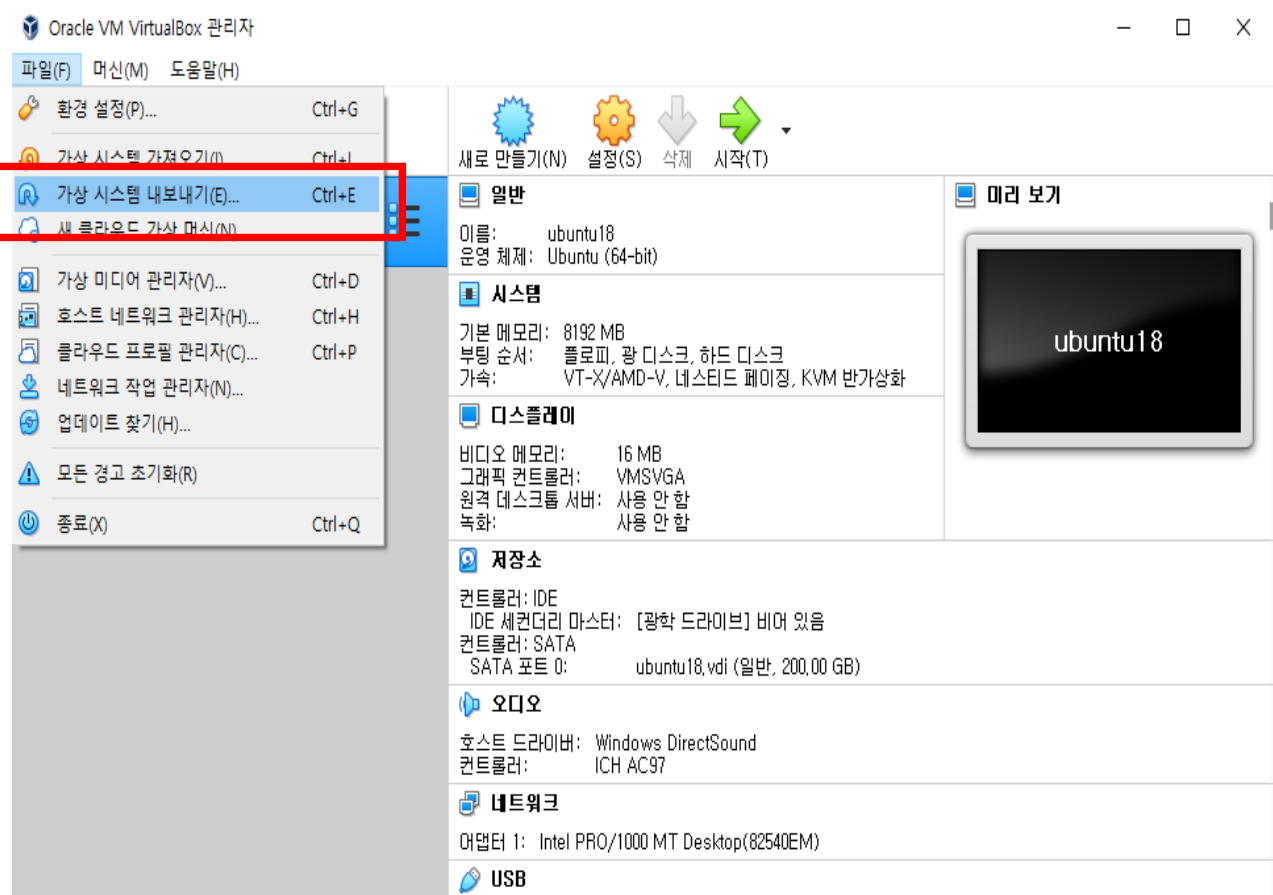 Oracle VM VirtualBox 관리자
파일(F) 머신(M) 도움말(H)
환경 설정(P)... Ctrl+G
가상 시스템 가져오기(I)... Ctrl+I
가상 시스템 내보내기(E)... Ctrl+E
새 클라우드 가상 머신(N)...
가상 미디어 관리자(V)... Ctrl+D
호스트 네트워크 관리자(H)... Ctrl+H
클라우드 프로필 관리자(C)... Ctrl+P
네트워크 작업 관리자(N)...
업데이트 찾기(H)...
모든 경고 초기화(R)
종료(X) Ctrl+Q
새로 만들기(N) 설정(S) 삭제 시작(T)
일반
이름: ubuntu18
운영 체제: Ubuntu (64-bit)
시스템
기본 메모리: 8192 MB
부팅 순서: 플로피, 광 디스크, 하드 디스크
가속: VT-X/AMD-V, 네스티드 페이징, KVM 반가상화
디스플레이
비디오 메모리: 16 MB
그래픽 컨트롤러: VMSVGA
원격 데스크톱 서버: 사용 안 함
녹화: 사용 안 함
미리 보기
ubuntu18
저장소
컨트롤러: IDE
IDE 세컨더리 마스터: [광학 드라이브] 비어 있음
컨트롤러: SATA
SATA 포트 0: ubuntu18.vdi (일반, 200.00 GB)
오디오
호스트 드라이버: Windows DirectSound
컨트롤러: ICH AC97
네트워크
어댑터 1: Intel PRO/1000 MT Desktop(82540EM)
USB